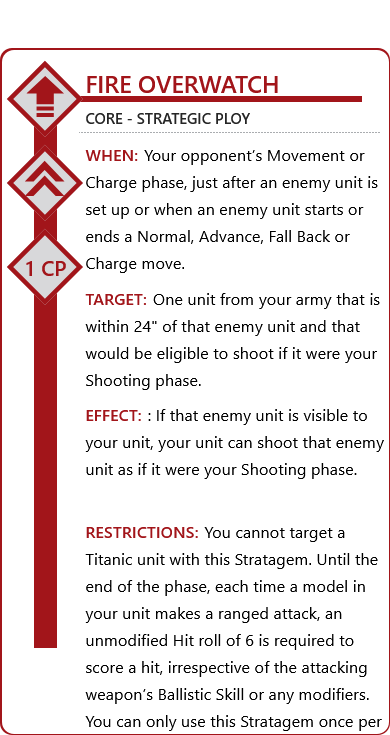 FIRE OVERWATCH
CORE - STRATEGIC PLOY
WHEN: Your opponent’s Movement or
Charge phase, just after an enemy unit is
set up or when an enemy unit starts or
ends a Normal, Advance, Fall Back or
Charge move.
1 CP
TARGET: One unit from your army that is
within 24" of that enemy unit and that
would be eligible to shoot if it were your
Shooting phase.
EFFECT: : If that enemy unit is visible to
your unit, your unit can shoot that enemy
unit as if it were your Shooting phase.
RESTRICTIONS: You cannot target a
Titanic unit with this Stratagem. Until the
end of the phase, each time a model in
your unit makes a ranged attack, an
unmodified Hit roll of 6 is required to
score a hit, irrespective of the attacking
weapon’s Ballistic Skill or any modifiers.
You can only use this Stratagem once per